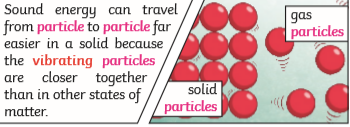 Sound energy can travel
from particle to particle far
easier in a solid because
the vibrating particles
are closer together
than in other states of
matter.
gas
particles
solid
particles